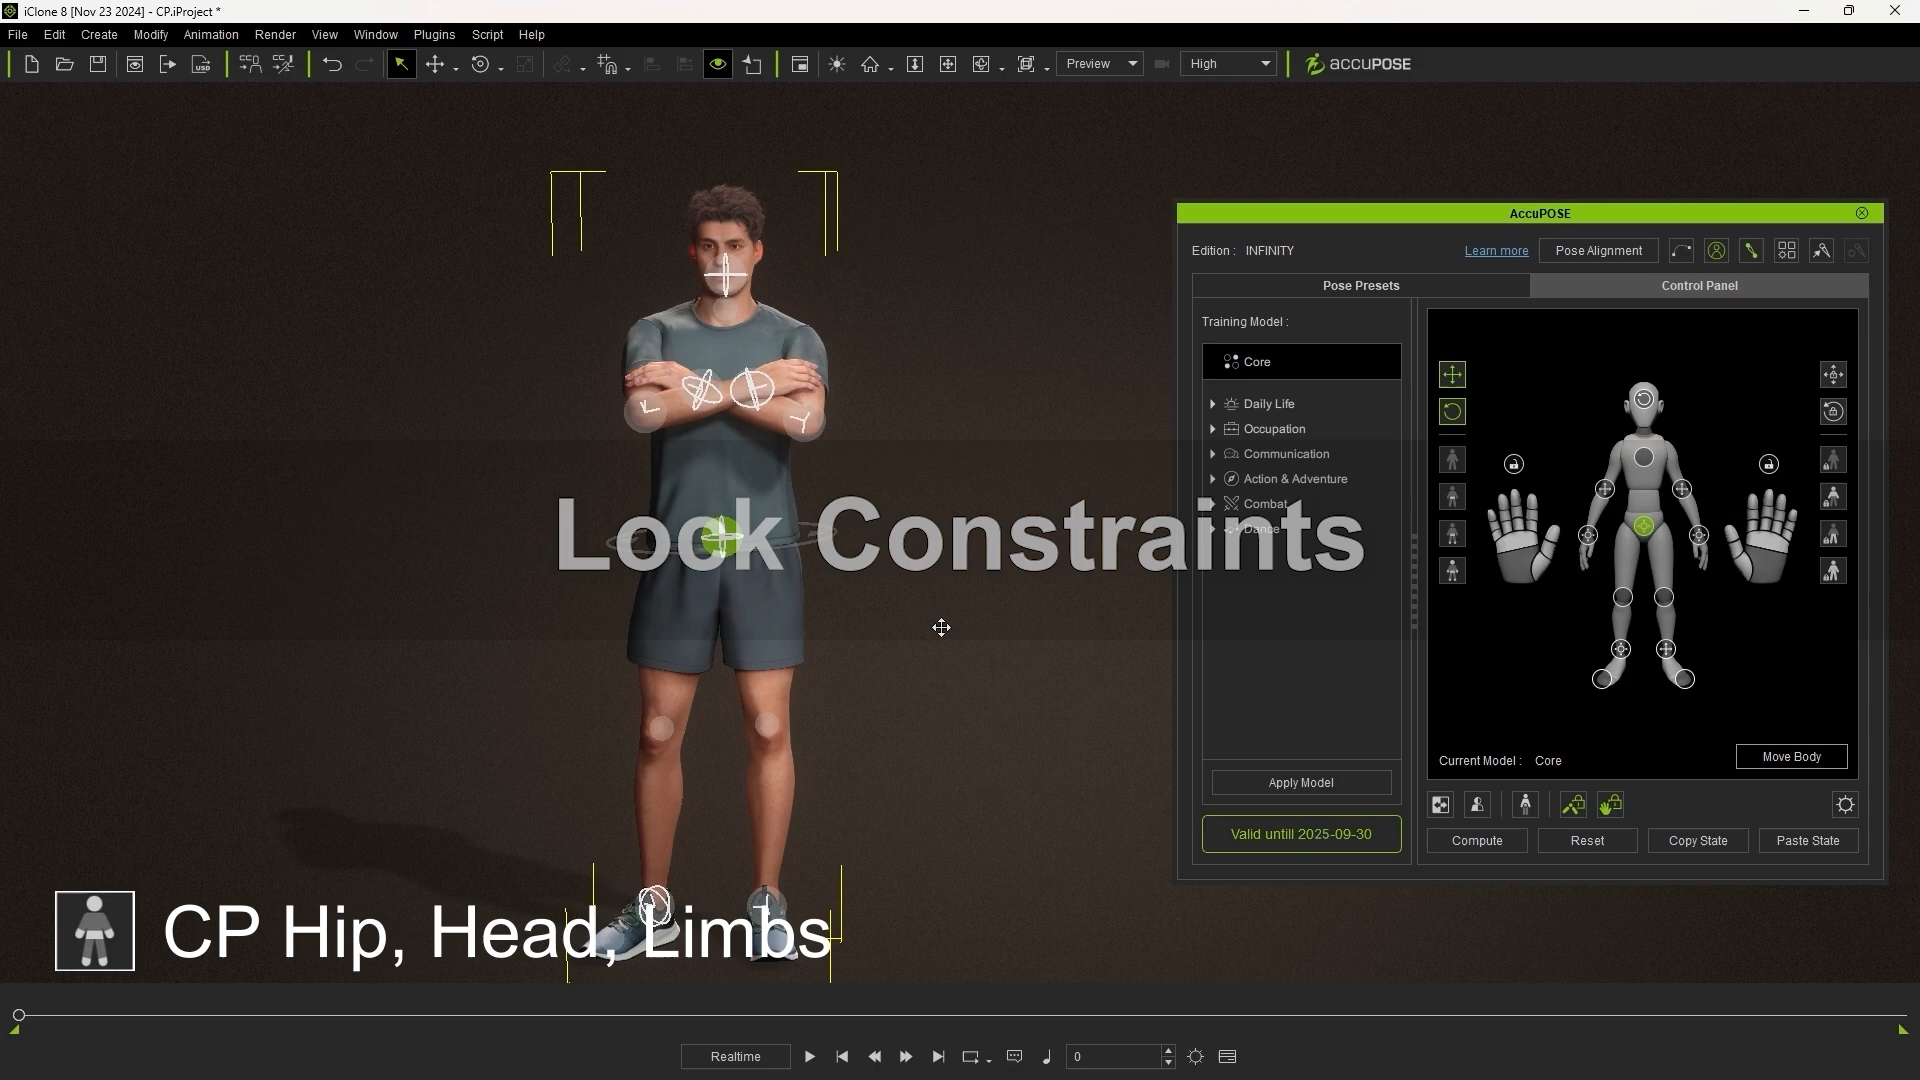 iClone 8 [Nov 23 2024] - CP.iProject *
File Edit Create Modify Animation Render View Window Plugins Script Help
Preview High accuPOSE
AccuPOSE
Edition : INFINITY Learn more Pose Alignment
Pose Presets Control Panel
Training Model :
Core
Daily Life
Occupation
Communication
Action & Adventure
Combat
Dance
Lock Constraints
Current Model : Core Move Body
Apply Model
Valid untill 2025-09-30
Compute Reset Copy State Paste State
CP Hip, Head, Limbs
Realtime 0